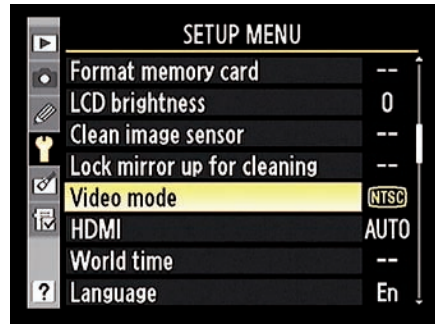 SETUP MENU
Format memory card --
LCD brightness 0
Clean image sensor --
Lock mirror up for cleaning --
Video mode NTSC
HDMI AUTO
World time --
? Language En